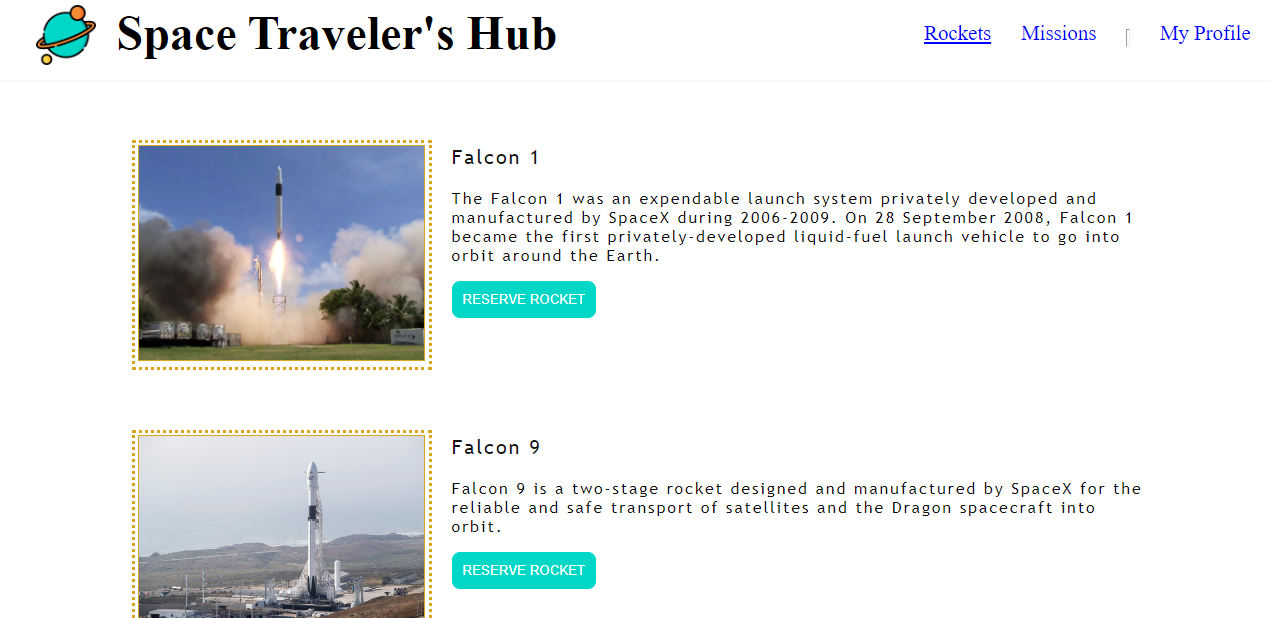 Space Traveler's Hub
Rockets Missions | My Profile
Falcon 1
The Falcon 1 was an expendable launch system privately developed and
manufactured by SpaceX during 2006-2009. On 28 September 2008, Falcon 1
became the first privately-developed liquid-fuel launch vehicle to go into
orbit around the Earth.
RESERVE ROCKET
Falcon 9
Falcon 9 is a two-stage rocket designed and manufactured by SpaceX for the
reliable and safe transport of satellites and the Dragon spacecraft into
orbit.
RESERVE ROCKET